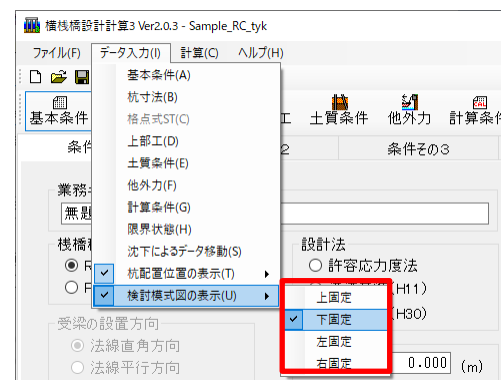 横桟橋設計計算3 Ver2.0.3 - Sample_RC_tyk
ファイル(F) データ入力(I) 計算(C) ヘルプ(H)
基本条件(A)
杭寸法(B)
格点式ST(C)
上部工(D)
土質条件(E)
他外力(F)
計算条件(G)
限界状態(H)
沈下によるデータ移動(S)
杭配置位置の表示(T)
検討模式図の表示(U)
上固定
下固定
左固定
右固定
基本条件 工 土質条件 他外力 計算条件
条件 2 条件その3
業務
無題
桟橋 設計法
R 許容応力度法
(H11)
(H30)
受梁の設置方向
法線直角方向
法線平行方向
0.000 (m)